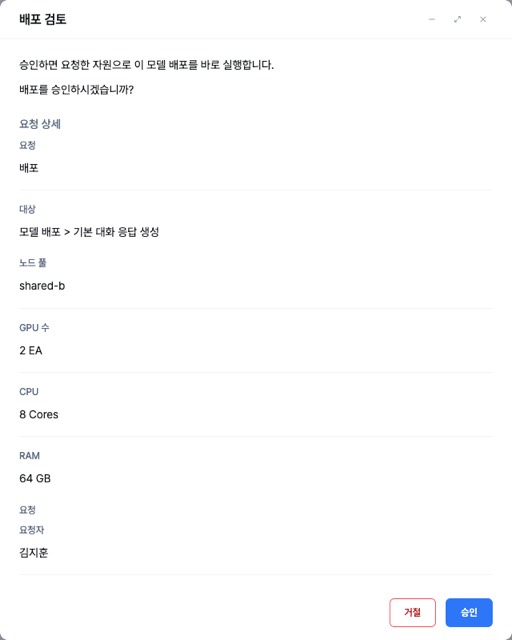 배포 검토
승인하면 요청한 자원으로 이 모델 배포를 바로 실행합니다.
배포를 승인하시겠습니까?
요청 상세
요청
배포
대상
모델 배포 > 기본 대화 응답 생성
노드 풀
shared-b
GPU 수
2 EA
CPU
8 Cores
RAM
64 GB
요청
요청자
김지훈
거절
승인